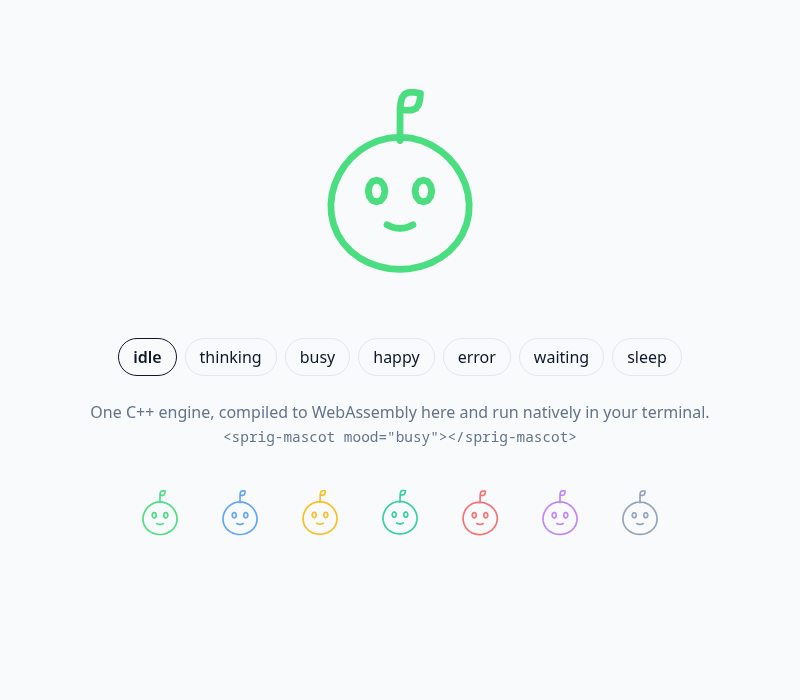 idle thinking busy happy error waiting sleep
One C++ engine, compiled to WebAssembly here and run natively in your terminal.
<sprig-mascot mood="busy"></sprig-mascot>